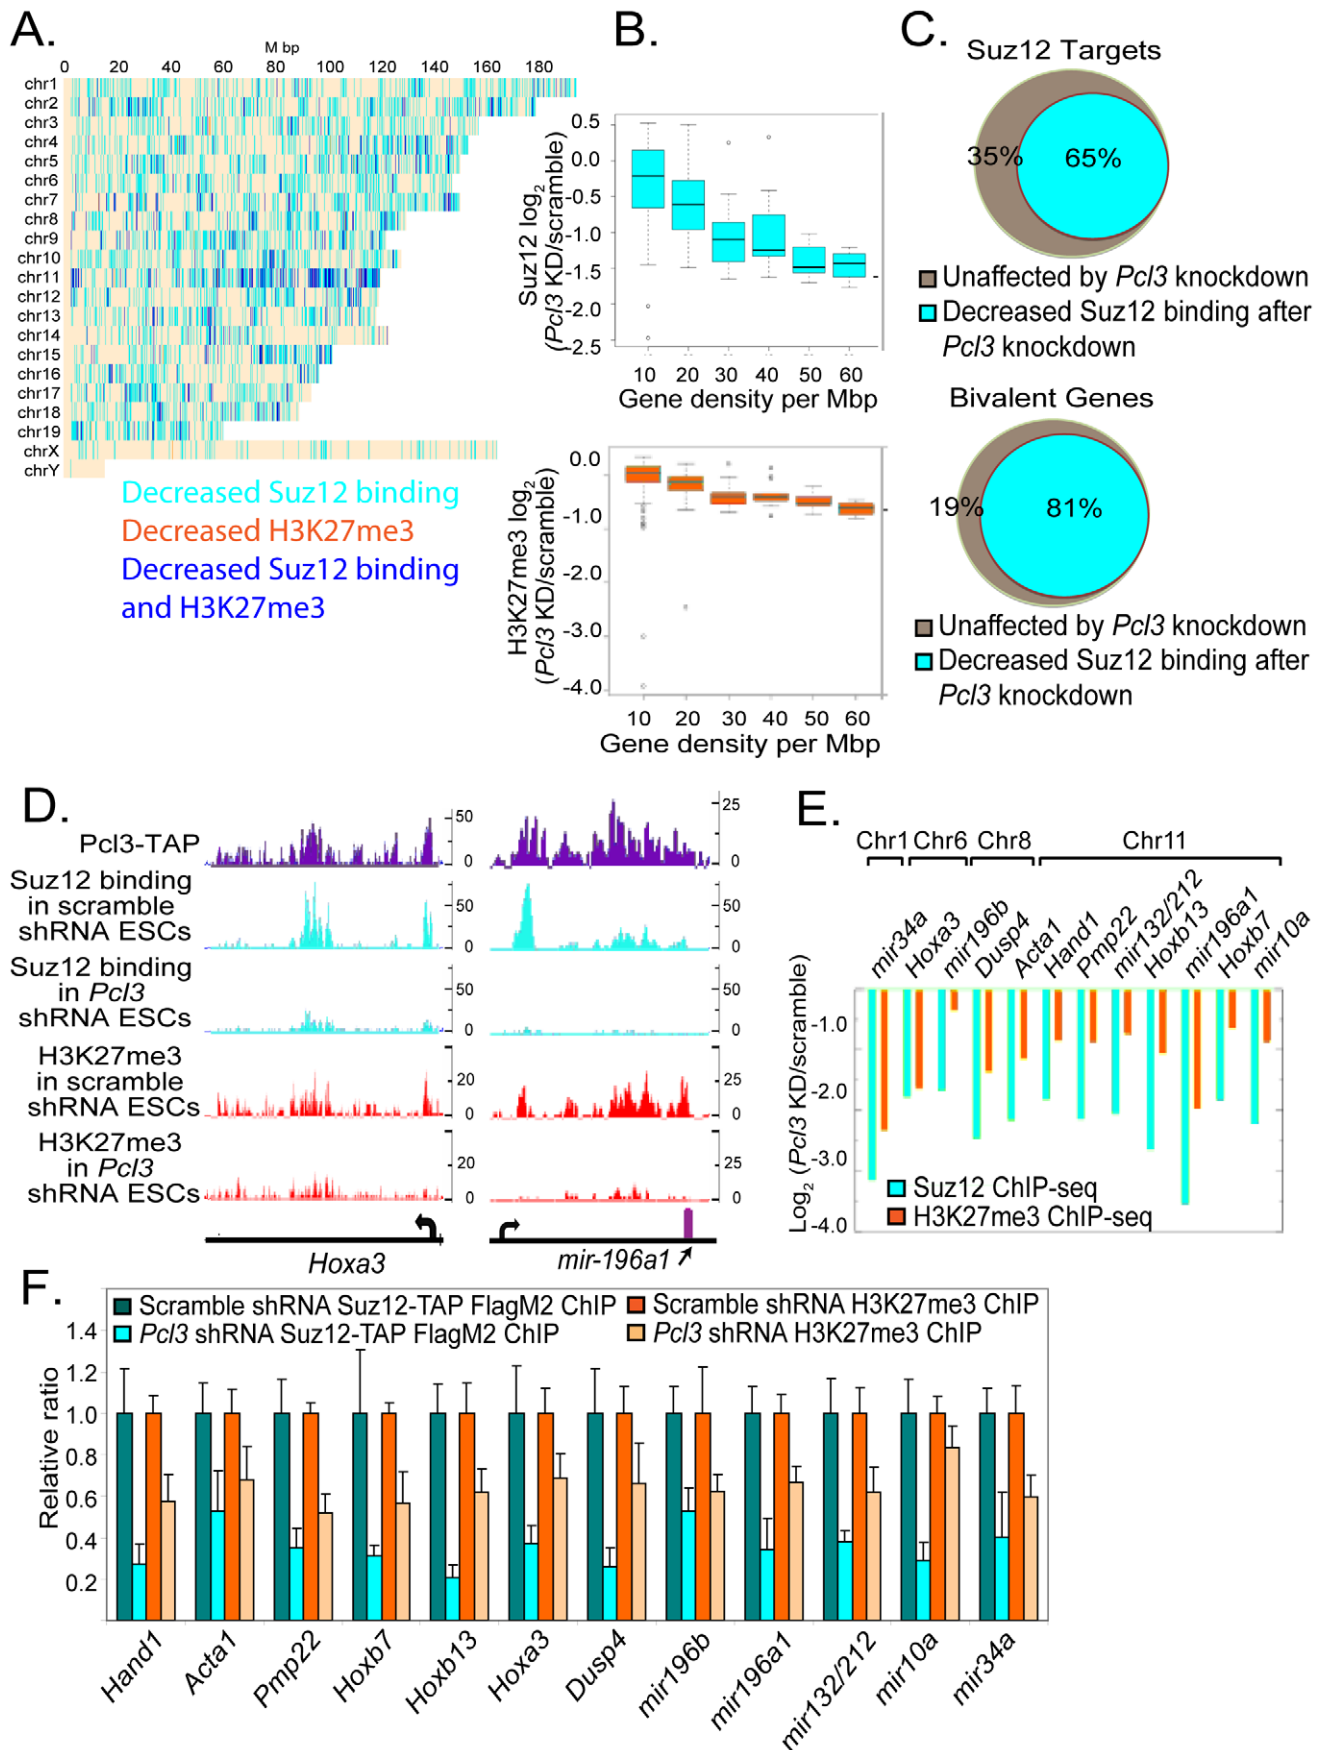 A.
M bp
0 20 40 60 80 100 120 140 160 180
chr1
chr2
chr3
chr4
chr5
chr6
chr7
chr8
chr9
chr10
chr11
chr12
chr13
chr14
chr15
chr16
chr17
chr18
chr19
chrX
chrY
Decreased Suz12 binding
Decreased H3K27me3
Decreased Suz12 binding
and H3K27me3
B.
Suz12 log2
(Pcl3 KD/scramble)
0.5
0.0
-0.5
-1.0
-1.5
-2.0
-2.5
10 20 30 40 50 60
Gene density per Mbp
H3K27me3 log2
(Pcl3 KD/scramble)
0.0
-1.0
-2.0
-3.0
-4.0
10 20 30 40 50 60
Gene density per Mbp
C.
Suz12 Targets
35% 65%
Unaffected by Pcl3 knockdown
Decreased Suz12 binding after
Pcl3 knockdown
Bivalent Genes
19% 81%
Unaffected by Pcl3 knockdown
Decreased Suz12 binding after
Pcl3 knockdown
D.
Pcl3-TAP
50
0
25
0
Suz12 binding
in scramble
shRNA ESCs
50
0
50
0
Suz12 binding
in Pcl3
shRNA ESCs
50
0
50
0
H3K27me3
in scramble
shRNA ESCs
20
0
25
0
H3K27me3
in Pcl3
shRNA ESCs
20
0
25
0
Hoxa3
mir-196a1
E.
Chr1 Chr6 Chr8 Chr11
mir34a
Hoxa3
mir196b
Dusp4
Acta1
Hand1
Pmp22
mir132/212
Hoxb13
mir196a1
Hoxb7
mir10a
Log2 (Pcl3 KD/scramble)
-1.0
-2.0
-3.0
-4.0
Suz12 ChIP-seq
H3K27me3 ChIP-seq
F.
Scramble shRNA Suz12-TAP FlagM2 ChIP
Scramble shRNA H3K27me3 ChIP
Pcl3 shRNA Suz12-TAP FlagM2 ChIP
Pcl3 shRNA H3K27me3 ChIP
Relative ratio
1.4
1.2
1.0
0.8
0.6
0.4
0.2
Hand1
Acta1
Pmp22
Hoxb7
Hoxb13
Hoxa3
Dusp4
mir196b
mir196a1
mir132/212
mir10a
mir34a